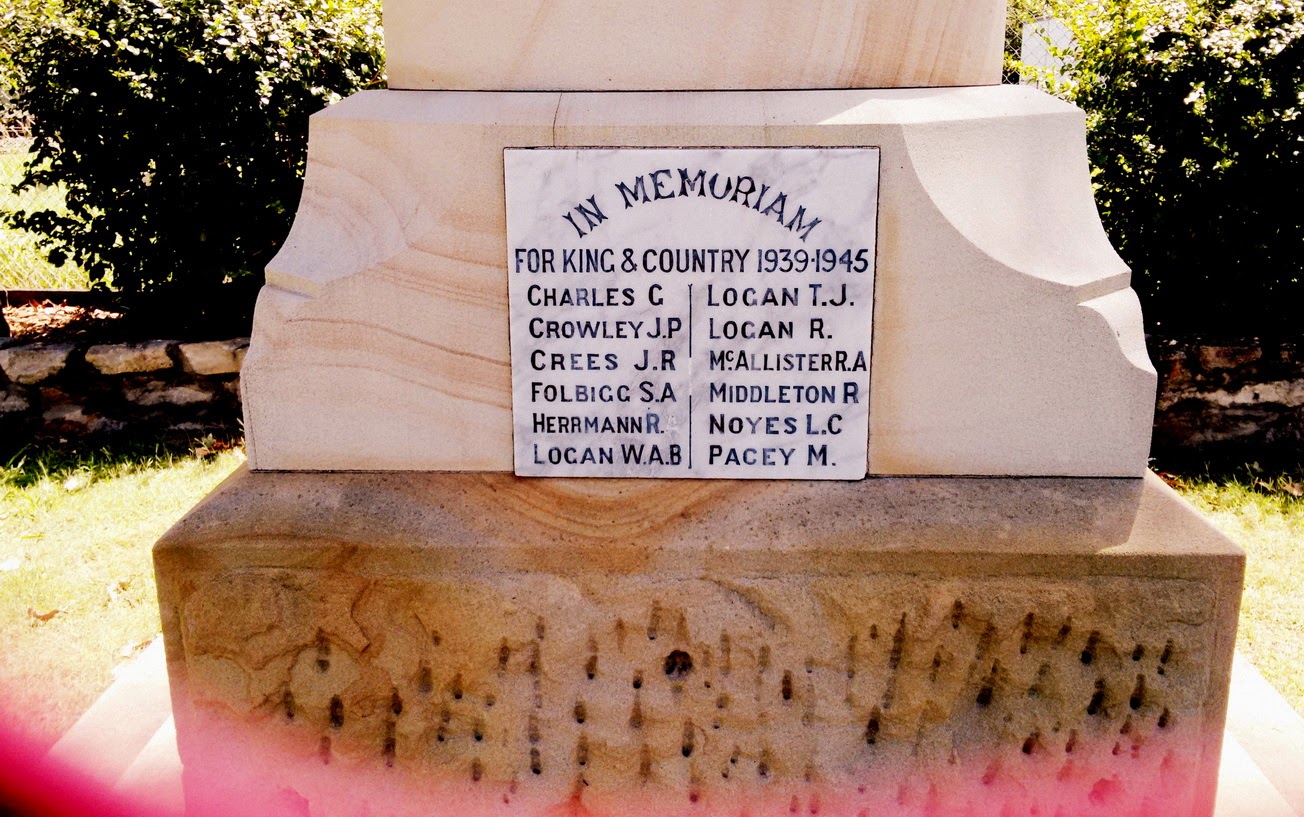 IN MEMORIAM
FOR KING & COUNTRY 1939-1945
CHARLES G
CROWLEY J.P
CREES J.R
FOLBIGG S.A
HERRMANN R.
LOGAN W.A.B
LOGAN T.J.
LOGAN R.
McALLISTER R.A
MIDDLETON R
NOYES L.C
PACEY M.